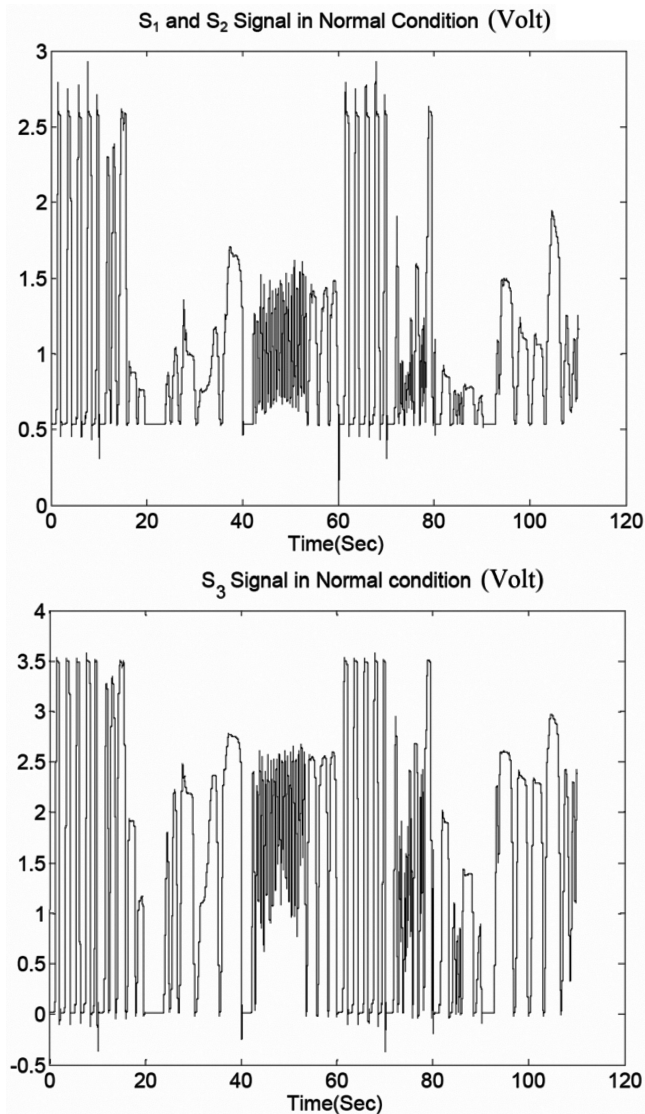 S1 and S2 Signal in Normal Condition (Volt)
3
2.5
2
1.5
1
0.5
0
0 20 40 60 80 100 120
Time(Sec)
S3 Signal in Normal condition (Volt)
4
3.5
3
2.5
2
1.5
1
0.5
0
-0.5
0 20 40 60 80 100 120
Time(Sec)